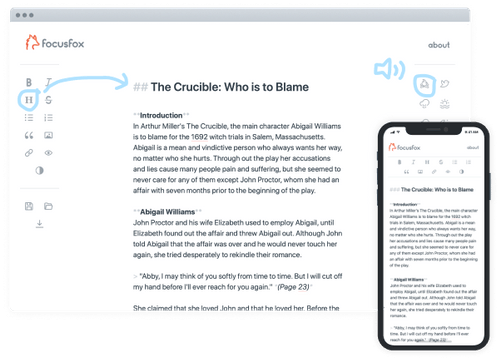 focusfox
about
B I
H S
## The Crucible: Who is to Blame
**Introduction**
In Arthur Miller's The Crucible, the main character Abigail Williams
is to blame for the 1692 witch trials in Salem, Massachusetts.
Abigail is a mean and vindictive person who always wants her way,
no matter who she hurts. Through out the play her accusations
and lies cause many people pain and suffering, but she seemed to
never care for any of them except John Proctor, whom she had an
affair with seven months prior to the beginning of the play.
**Abigail Williams**
John Proctor and his wife Elizabeth used to employ Abigail, until
Elizabeth found out the affair and threw Abigail out. Although John
told Abigail that the affair was over and he would never touch her
again, she tried desperately to rekindle their romance.
> "Abby, I may think of you softly from time to time. But I will cut off
my hand before I'll ever reach for you again." *(Page 23)*
She claimed that she loved John and that he loved her. Before the
9:41 AM
focusfox
about
B I H S
## The Crucible: Who is to Blame
**Introduction**
In Arthur Miller's The Crucible, the main character
Abigail Williams is to blame for the 1692 witch trials
in Salem, Massachusetts. Abigail is a mean and
vindictive person who always wants her way, no
matter who she hurts. Through out the play her
accusations and lies cause many people pain and
suffering, but she seemed to never care for any of
them except John Proctor, whom she had an affair
with seven months prior to the beginning of the
play.
**Abigail Williams**
John Proctor and his wife Elizabeth used to employ
Abigail, until Elizabeth found out the affair and
threw Abigail out. Although John told Abigail that
the affair was over and he would never touch her
again, she tried desperately to rekindle their
romance.
> "Abby, I may think of you softly from time to time.
But I will cut off my hand before I'll ever
reach for you again." *(Page 23)*